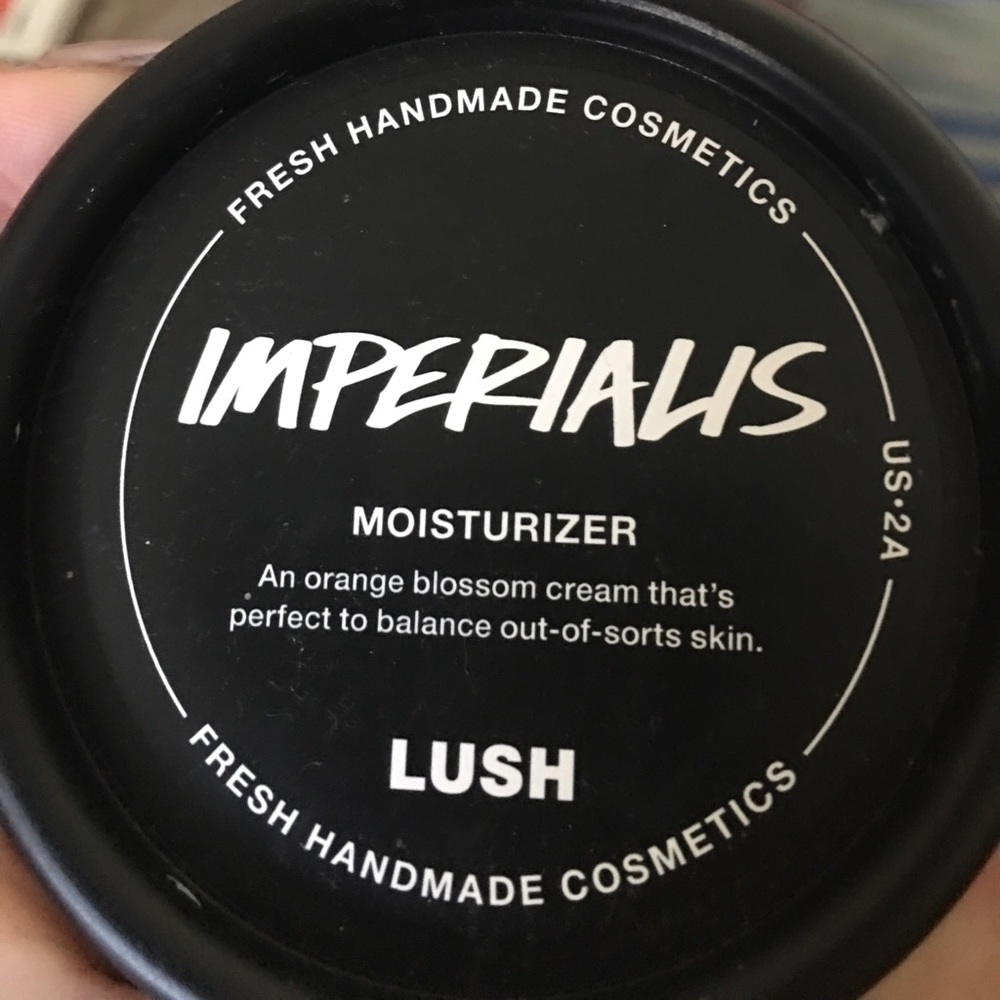 FRESH HANDMADE COSMETICS
IMPERIALIS
US•2A
MOISTURIZER
An orange blossom cream that's
perfect to balance out-of-sorts skin.
LUSH
FRESH HANDMADE COSMETICS